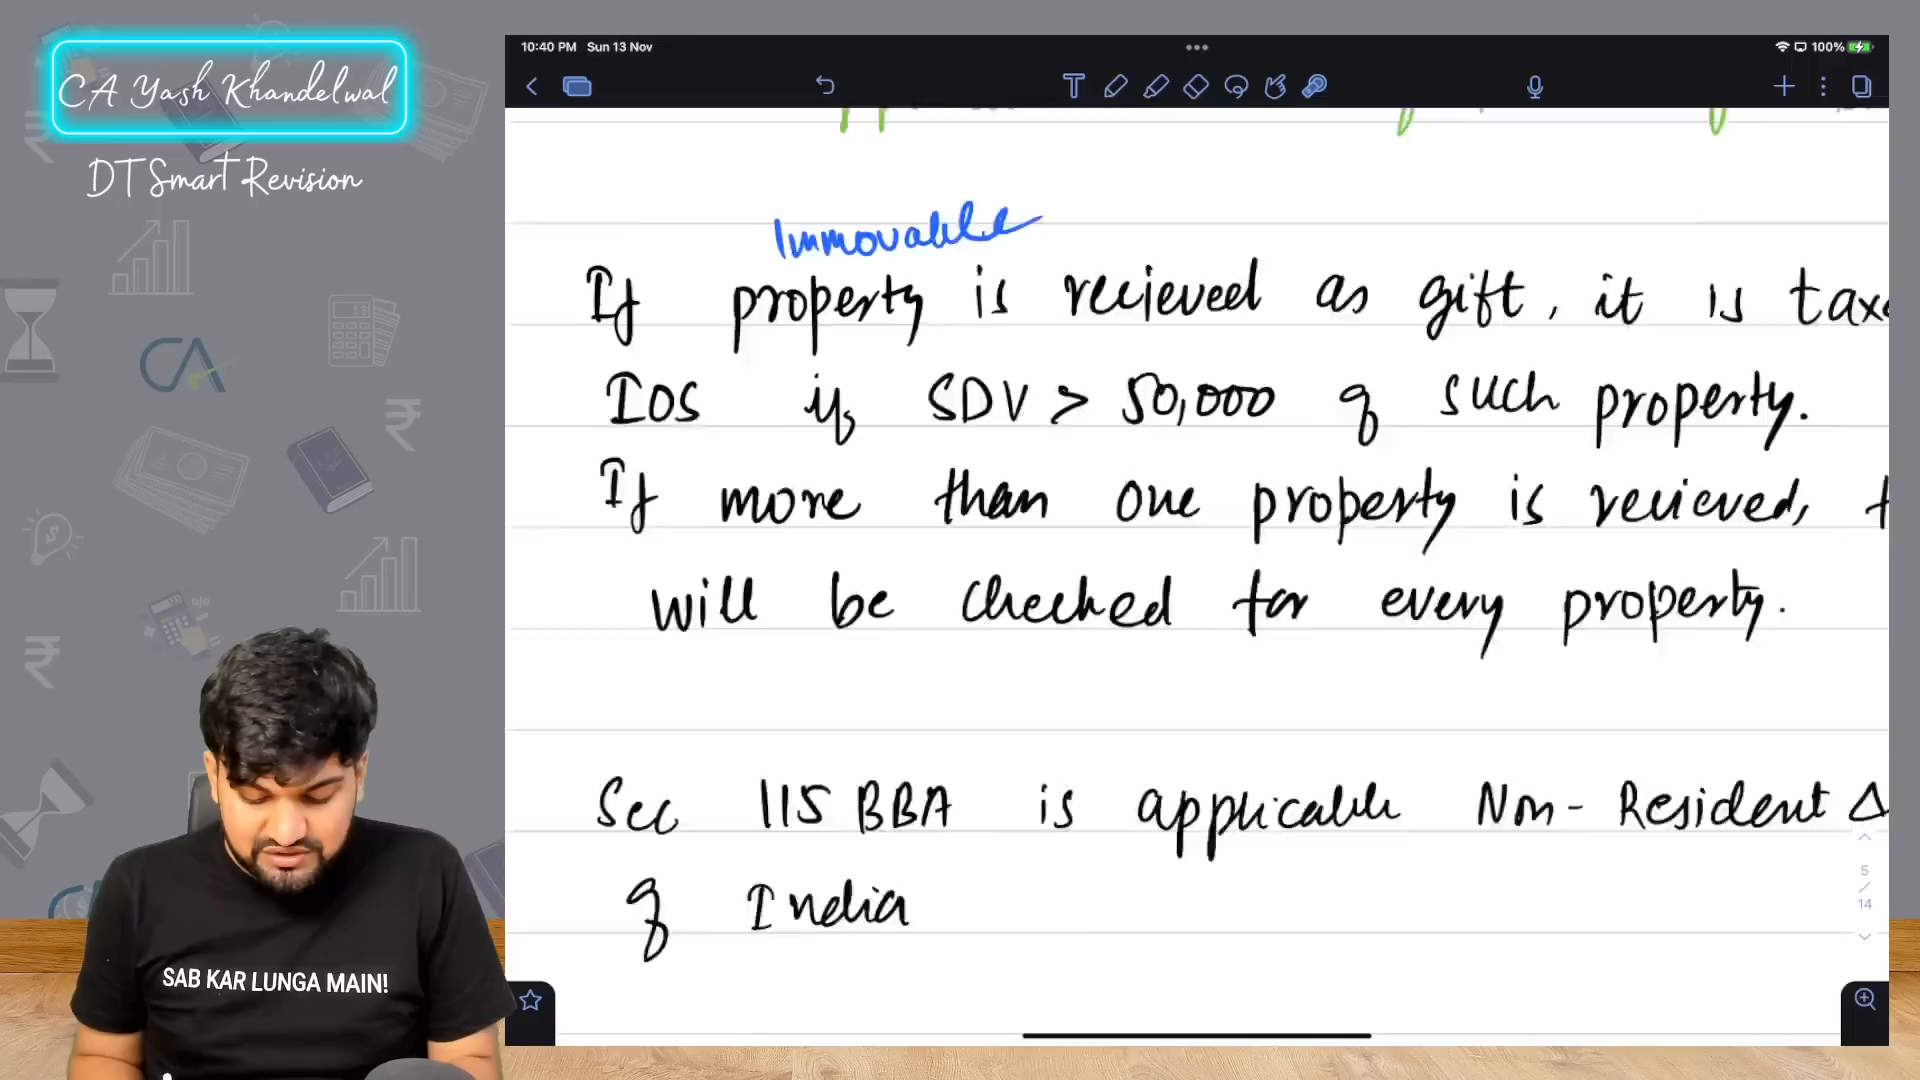 CA Yash Khandelwal
DT Smart Revision
10:40 PM Sun 13 Nov
100%
Immovable
If property is recieved as gift, it is taxe
IOS if SDV > 50,000 of such property.
If more than one property is recieved, t
will be checked for every property.
Sec 115 BBA is applicable Non-Resident &
of India
5
/
14
CA
SAB KAR LUNGA MAIN!